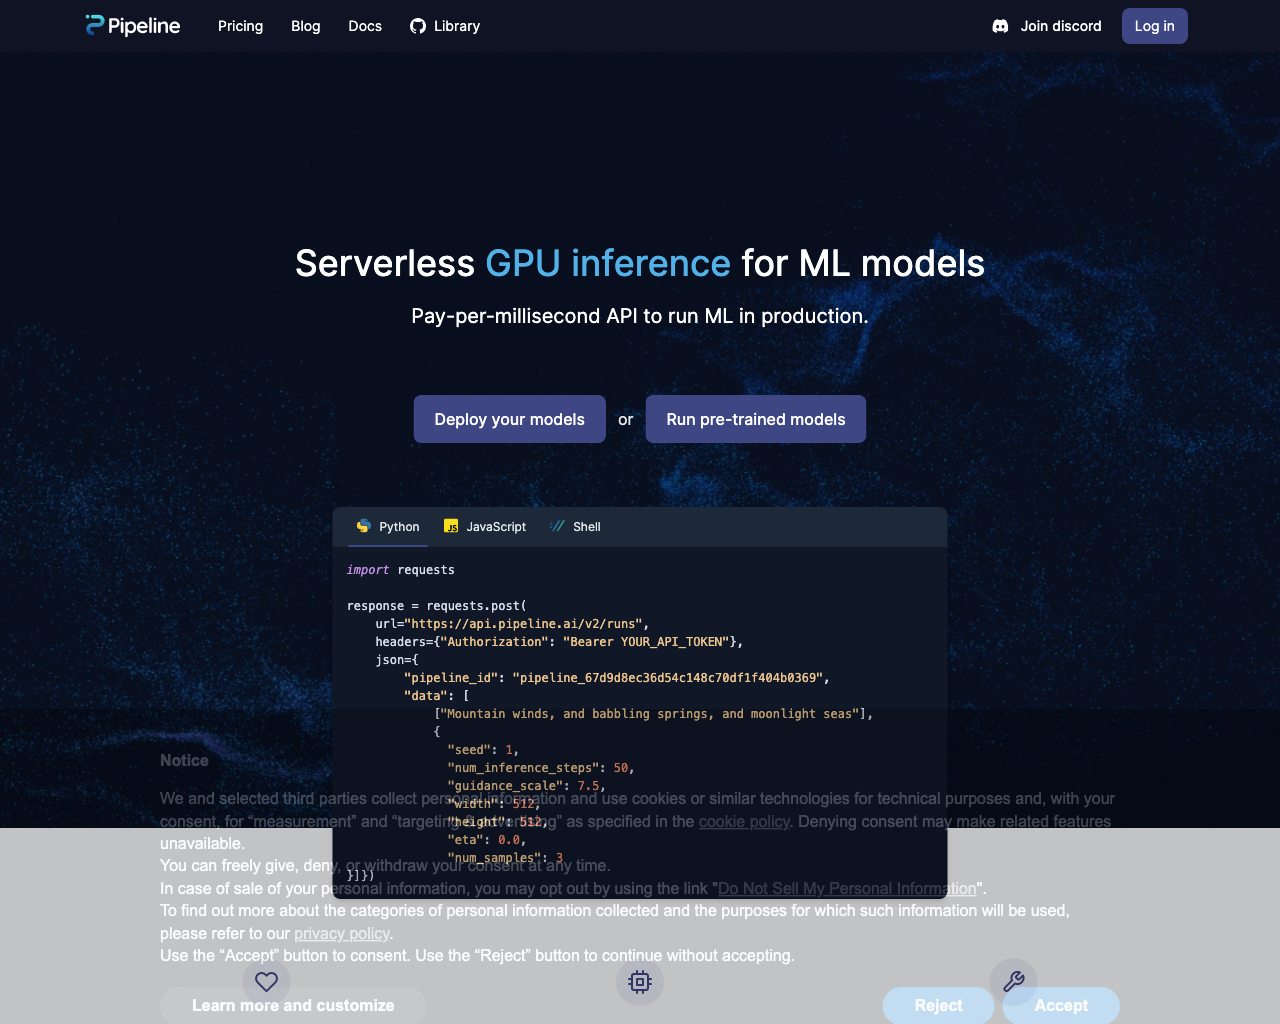 Pipeline
Pricing
Blog
Docs
Library
Join discord
Log in
Serverless GPU inference for ML models
Pay-per-millisecond API to run ML in production.
Deploy your models
or
Run pre-trained models
Python
JS JavaScript
Shell
import requests
response = requests.post(
url="https://api.pipeline.ai/v2/runs",
headers={"Authorization": "Bearer YOUR_API_TOKEN"},
json={
"pipeline_id": "pipeline_67d9d8ec36d54c148c70df1f404b0369",
"data": [
["Mountain winds, and babbling springs, and moonlight seas"],
{
"seed": 1,
"num_inference_steps": 50,
"guidance_scale": 7.5,
"width": 512,
"height": 512,
"eta": 0.0,
"num_samples": 3
}]})
Notice
We and selected third parties collect personal information and use cookies or similar technologies for technical purposes and, with your
consent, for “measurement” and “targeting & advertising” as specified in the cookie policy. Denying consent may make related features
unavailable.
You can freely give, deny, or withdraw your consent at any time.
In case of sale of your personal information, you may opt out by using the link "Do Not Sell My Personal Information".
To find out more about the categories of personal information collected and the purposes for which such information will be used,
please refer to our privacy policy.
Use the “Accept” button to consent. Use the “Reject” button to continue without accepting.
Learn more and customize
Reject
Accept